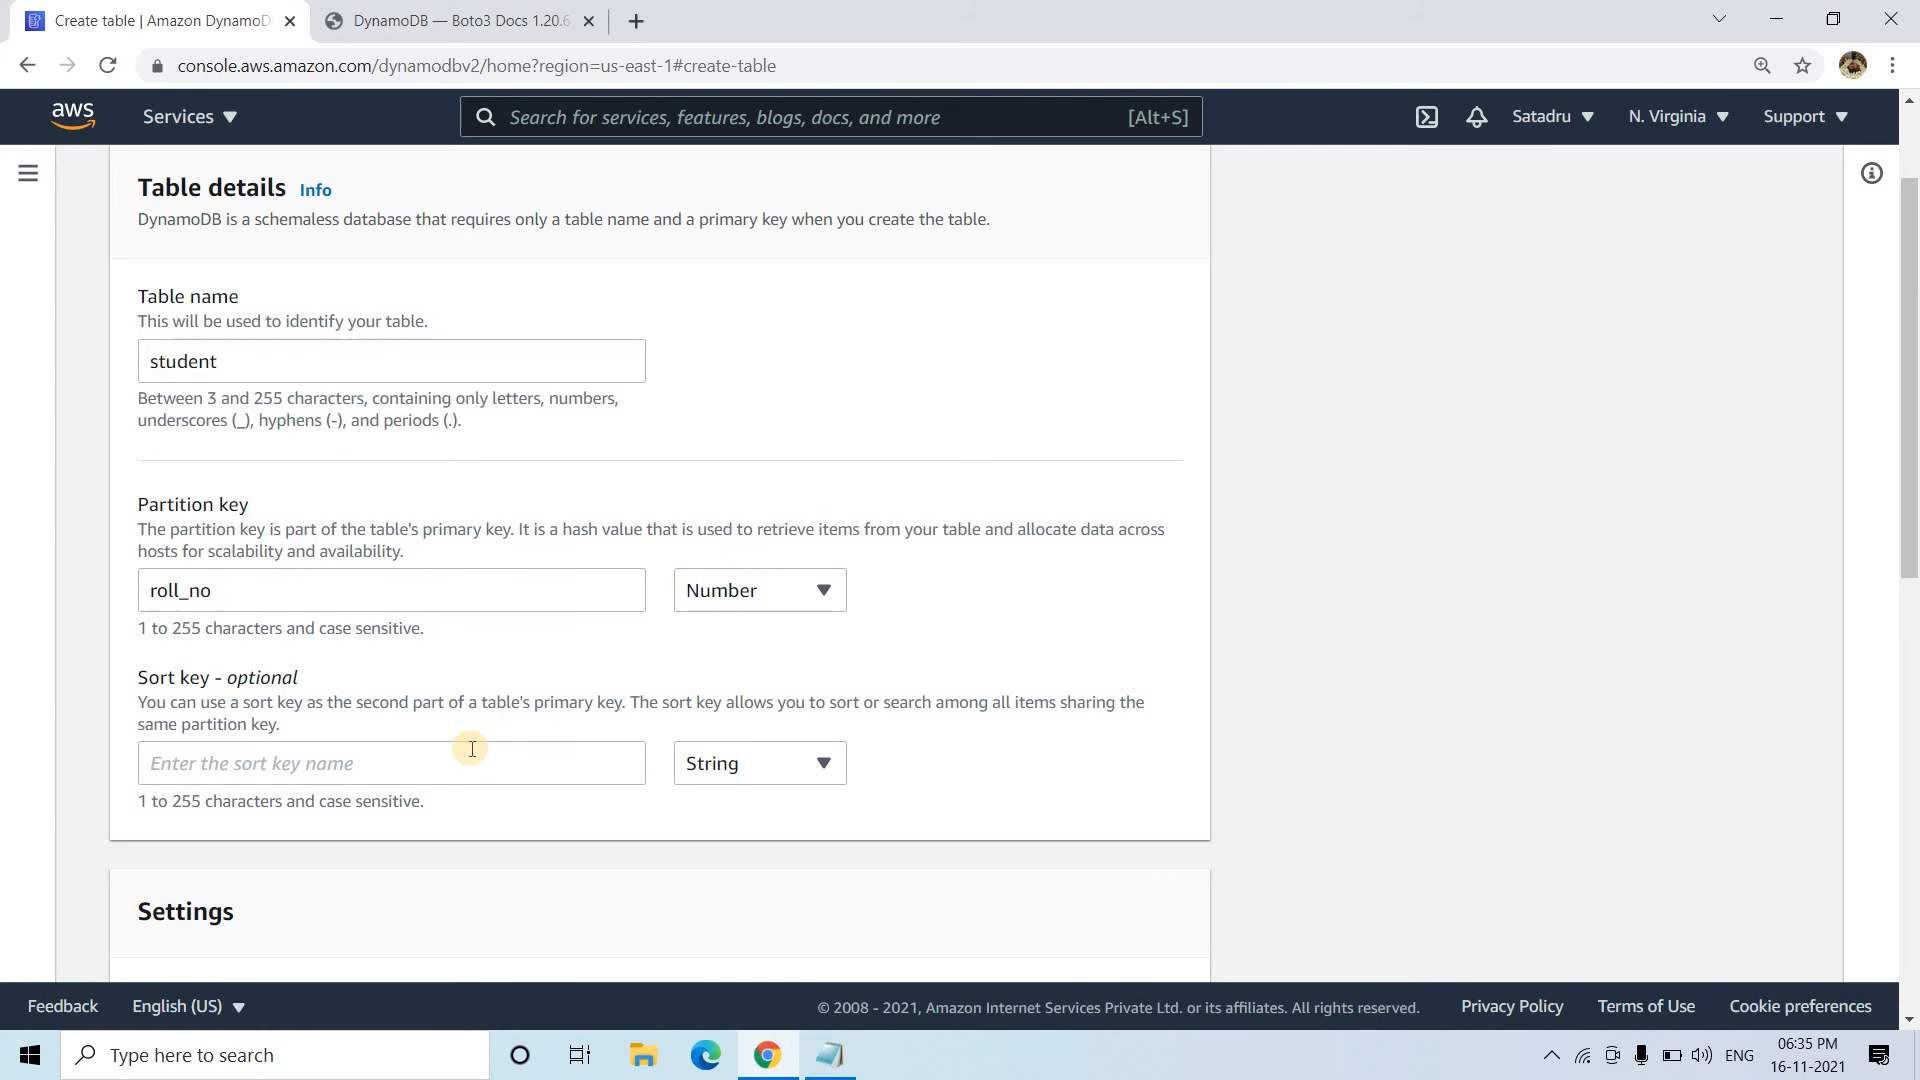 Create table | Amazon DynamoD
DynamoDB — Boto3 Docs 1.20.6
console.aws.amazon.com/dynamodbv2/home?region=us-east-1#create-table
aws
Services
Search for services, features, blogs, docs, and more
[Alt+S]
Satadru
N. Virginia
Support
Table details Info
DynamoDB is a schemaless database that requires only a table name and a primary key when you create the table.
Table name
This will be used to identify your table.
student
Between 3 and 255 characters, containing only letters, numbers,
underscores (_), hyphens (-), and periods (.).
Partition key
The partition key is part of the table's primary key. It is a hash value that is used to retrieve items from your table and allocate data across
hosts for scalability and availability.
roll_no
Number
1 to 255 characters and case sensitive.
Sort key - optional
You can use a sort key as the second part of a table's primary key. The sort key allows you to sort or search among all items sharing the
same partition key.
Enter the sort key name
String
1 to 255 characters and case sensitive.
Settings
Feedback
English (US)
© 2008 - 2021, Amazon Internet Services Private Ltd. or its affiliates. All rights reserved.
Privacy Policy
Terms of Use
Cookie preferences
Type here to search
ENG
06:35 PM
16-11-2021